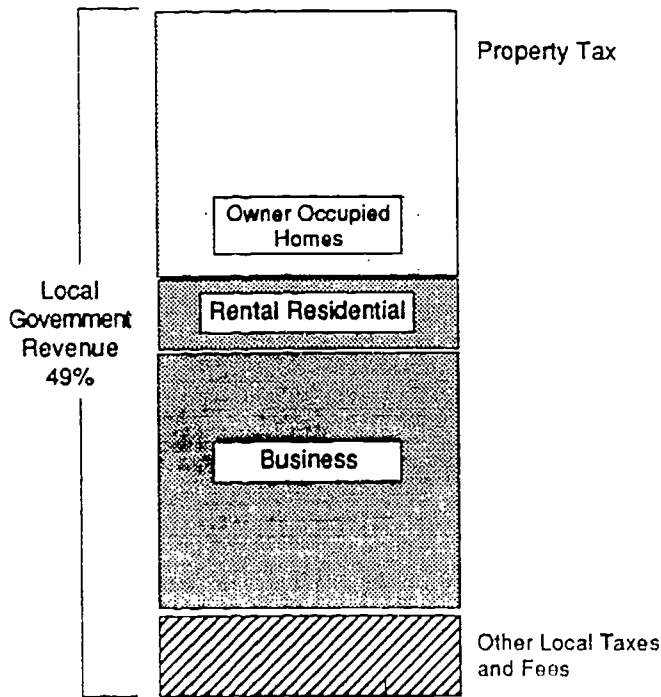 Property Tax
Owner Occupied
Homes
Rental Residential
Local
Government
Revenue
49%
Business
Other Local Taxes
and Fees